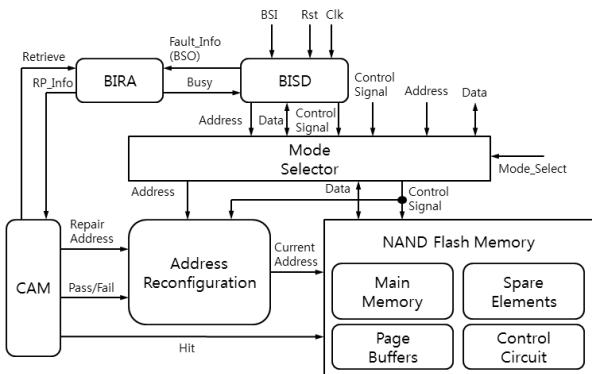 BSI
Rst
Clk
Retrieve
Fault_Info
(BSO)
RP_Info
BIRA
Busy
BISD
Control
Signal
Address
Data
Address
Data
Control
Signal
Mode
Selector
Mode_Select
Address
Data
Control
Signal
CAM
Repair
Address
Pass/Fail
Hit
Address
Reconfiguration
Current
Address
NAND Flash Memory
Main
Memory
Spare
Elements
Page
Buffers
Control
Circuit